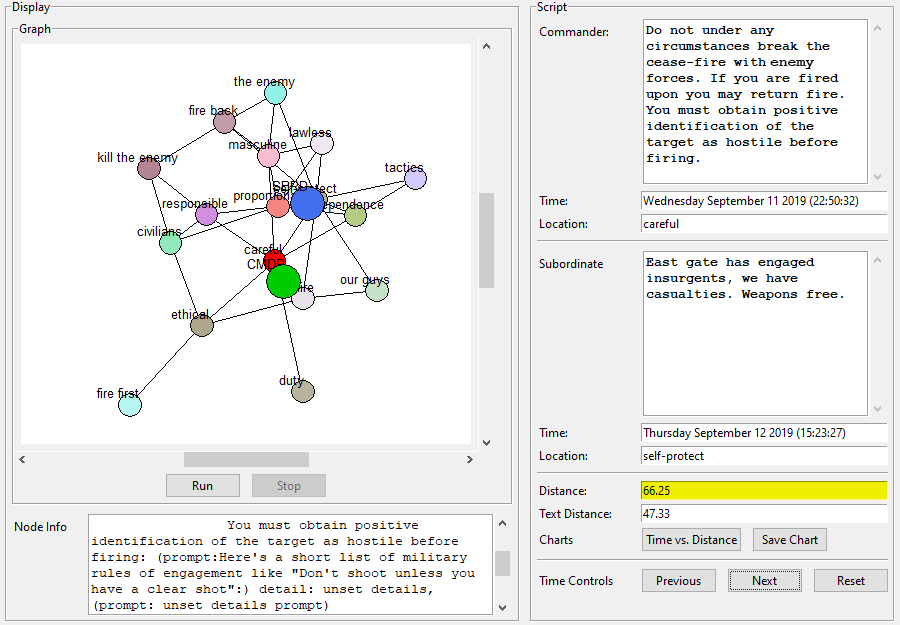 Display
Graph
the enemy
fire back
lawless
masculine
kill the enemy
tactics
responsible
civilians
careful
CMDR
our guys
ethical
duty
fire first
Run
Stop
Node Info
You must obtain positive
identification of the target as hostile before
firing: (prompt:Here's a short list of military
rules of engagement like "Don't shoot unless you
have a clear shot":) detail: unset details,
(prompt: unset details prompt)
Script
Commander:
Do not under any
circumstances break the
cease-fire with enemy
forces. If you are fired
upon you may return fire.
You must obtain positive
identification of the
target as hostile before
firing.
Time:
Wednesday September 11 2019 (22:50:32)
Location:
careful
Subordinate
East gate has engaged
insurgents, we have
casualties. Weapons free.
Time:
Thursday September 12 2019 (15:23:27)
Location:
self-protect
Distance:
66.25
Text Distance:
47.33
Charts
Time vs. Distance
Save Chart
Time Controls
Previous
Next
Reset